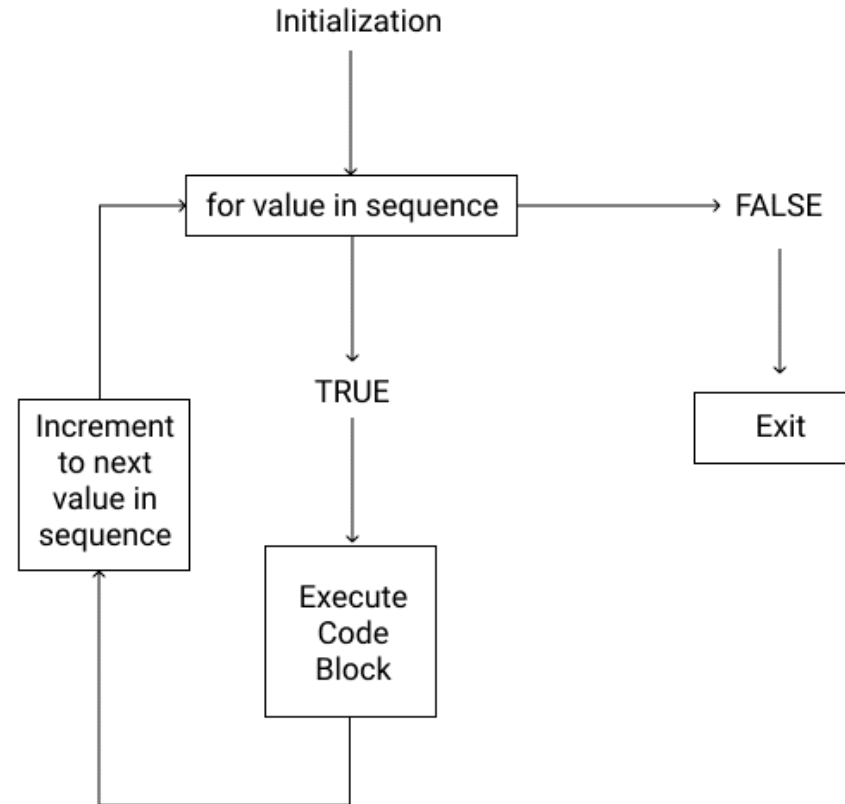 Initialization
for value in sequence
FALSE
TRUE
Increment
to next
value in
sequence
Exit
Execute
Code
Block